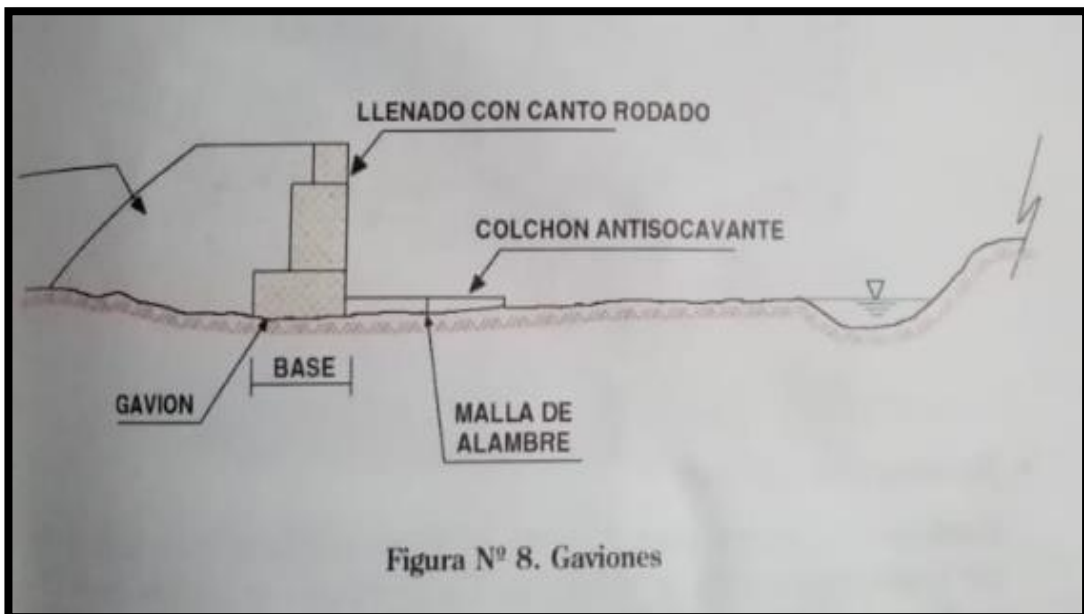 LLENADO CON CANTO RODADO
COLCHON ANTISOCAVANTE
BASE
GAVION
MALLA DE
ALAMBRE
Figura Nº 8. Gaviones